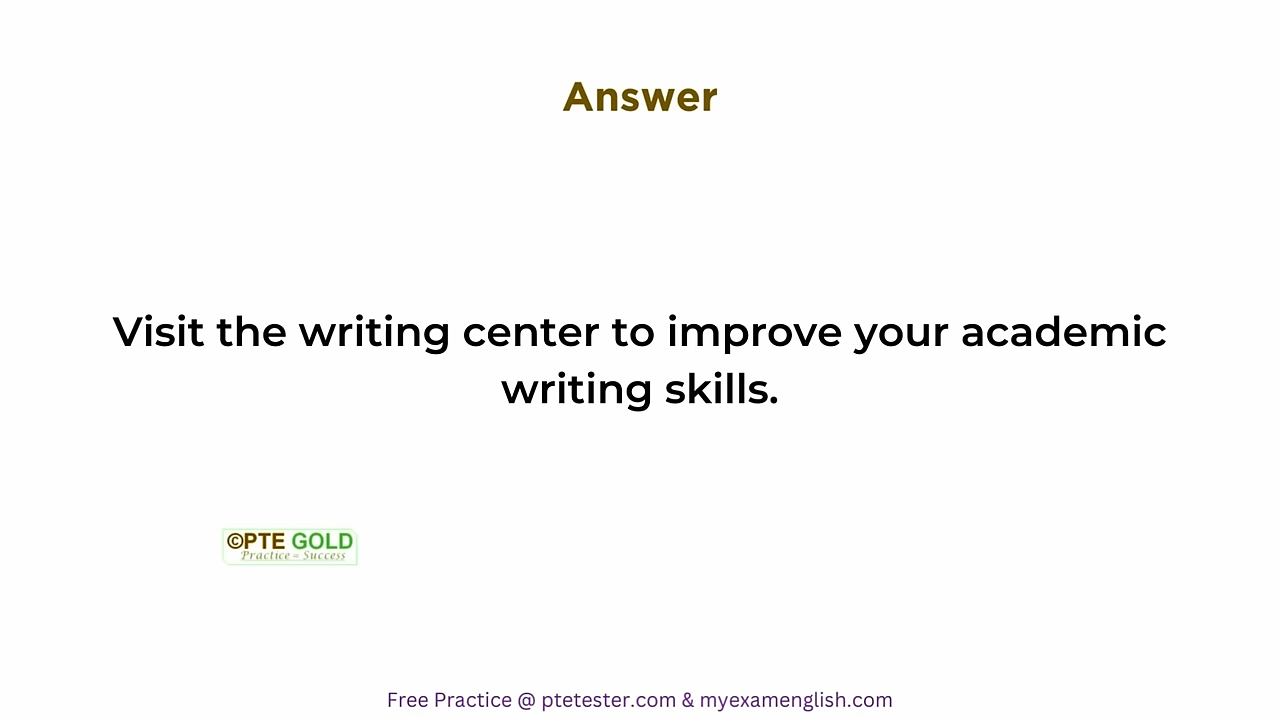 Answer
Visit the writing center to improve your academic
writing skills.
©PTE GOLD
Practice = Success
Free Practice @ ptetester.com & myexamenglish.com